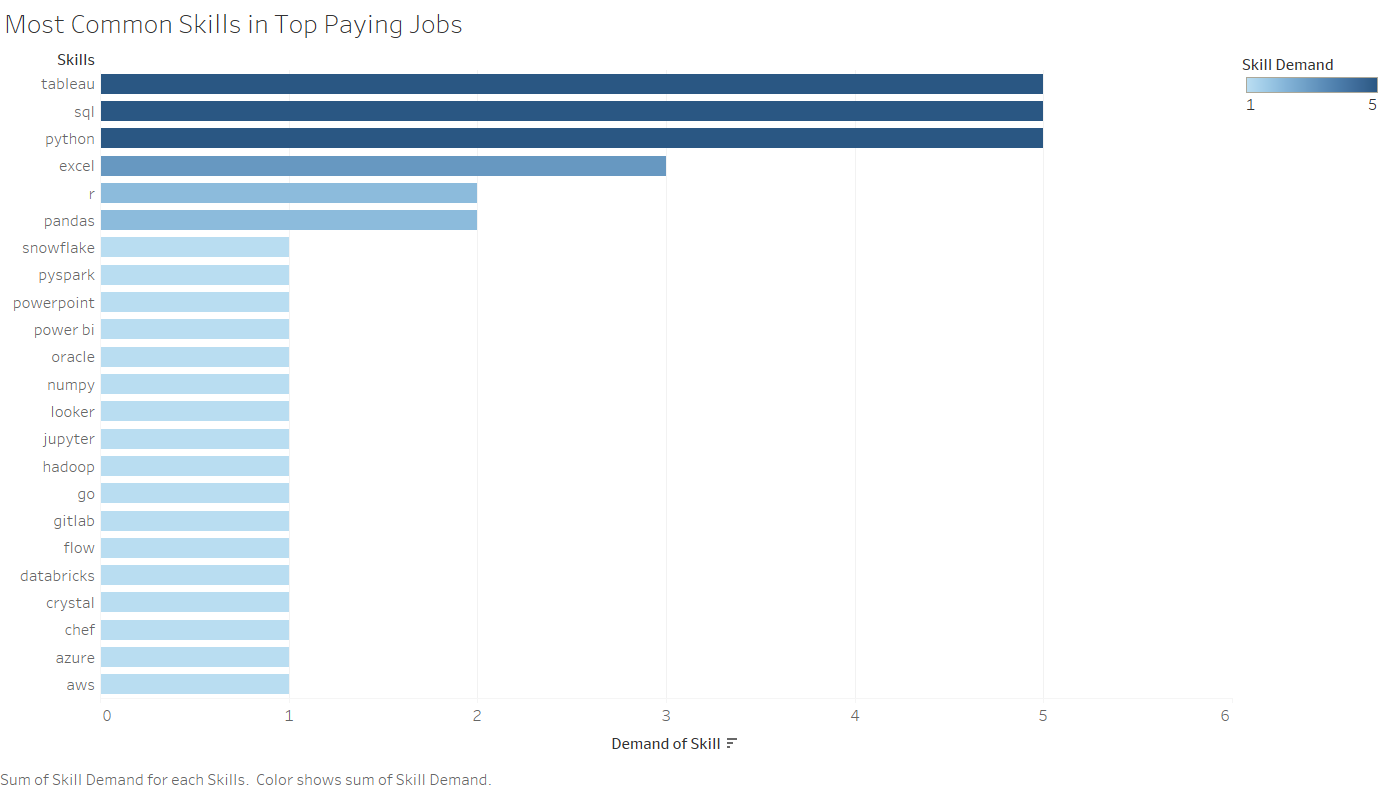 Most Common Skills in Top Paying Jobs
Skills
Skill Demand
1 5
tableau
sql
python
excel
r
pandas
snowflake
pyspark
powerpoint
power bi
oracle
numpy
looker
jupyter
hadoop
go
gitlab
flow
databricks
crystal
chef
azure
aws
0 1 2 3 4 5 6
Demand of Skill
Sum of Skill Demand for each Skills. Color shows sum of Skill Demand.